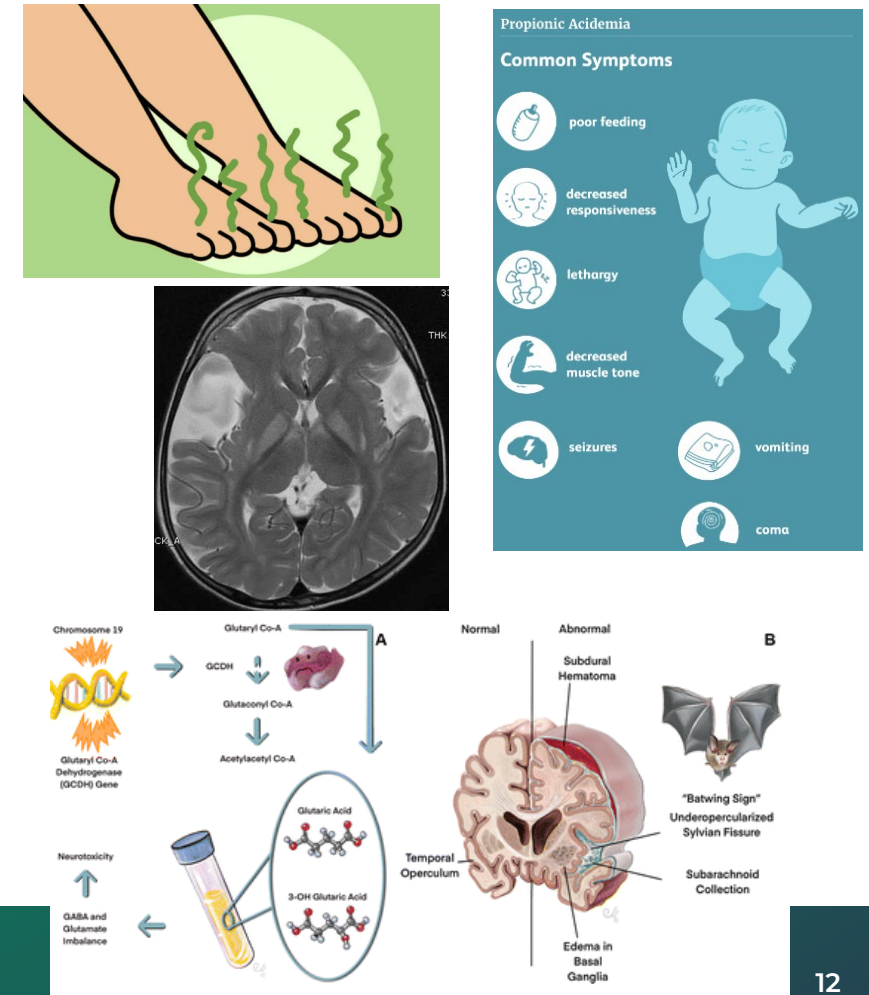 Propionic Acidemia
Common Symptoms
poor feeding
decreased
responsiveness
lethargy
decreased
muscle tone
seizures
vomiting
coma
33
THK
CK_A
Chromosome 19
Glutaryl Co-A
Dehydrogenase
(GCDH) Gene
Glutaryl Co-A
A
GCDH
Glutaconyl Co-A
Acetylacetyl Co-A
Glutaric Acid
3-OH Glutaric Acid
Neurotoxicity
GABA and
Glutamate
Imbalance
Normal
Abnormal
B
Subdural
Hematoma
"Batwing Sign"
Underopercularized
Sylvian Fissure
Temporal
Operculum
Subarachnoid
Collection
Edema in
Basal
Ganglia
12